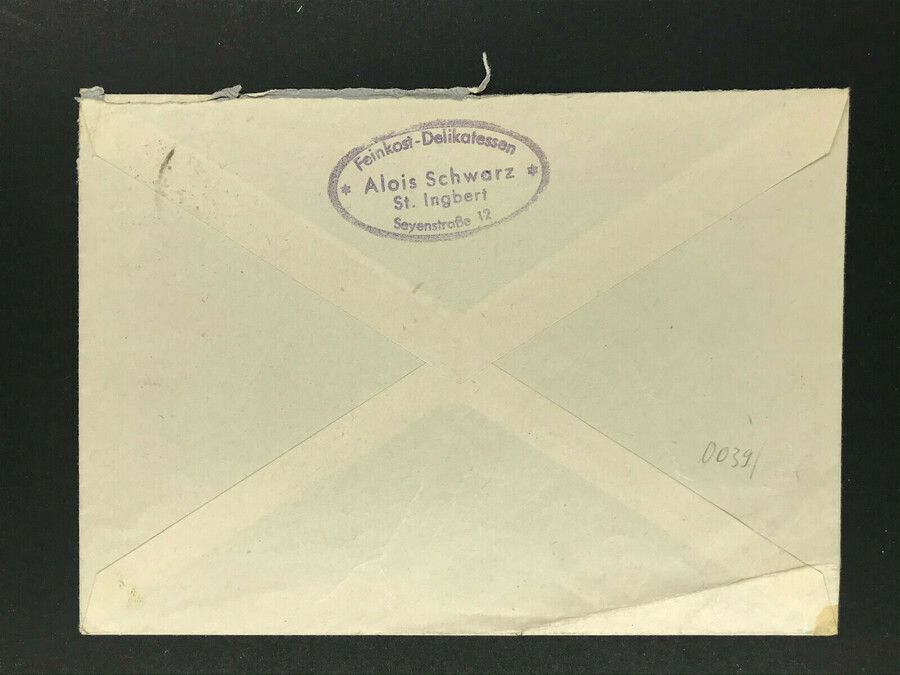 Feinkost-Delikatessen
* Alois Schwarz *
St. Ingbert
Seyenstraße 12
0039/